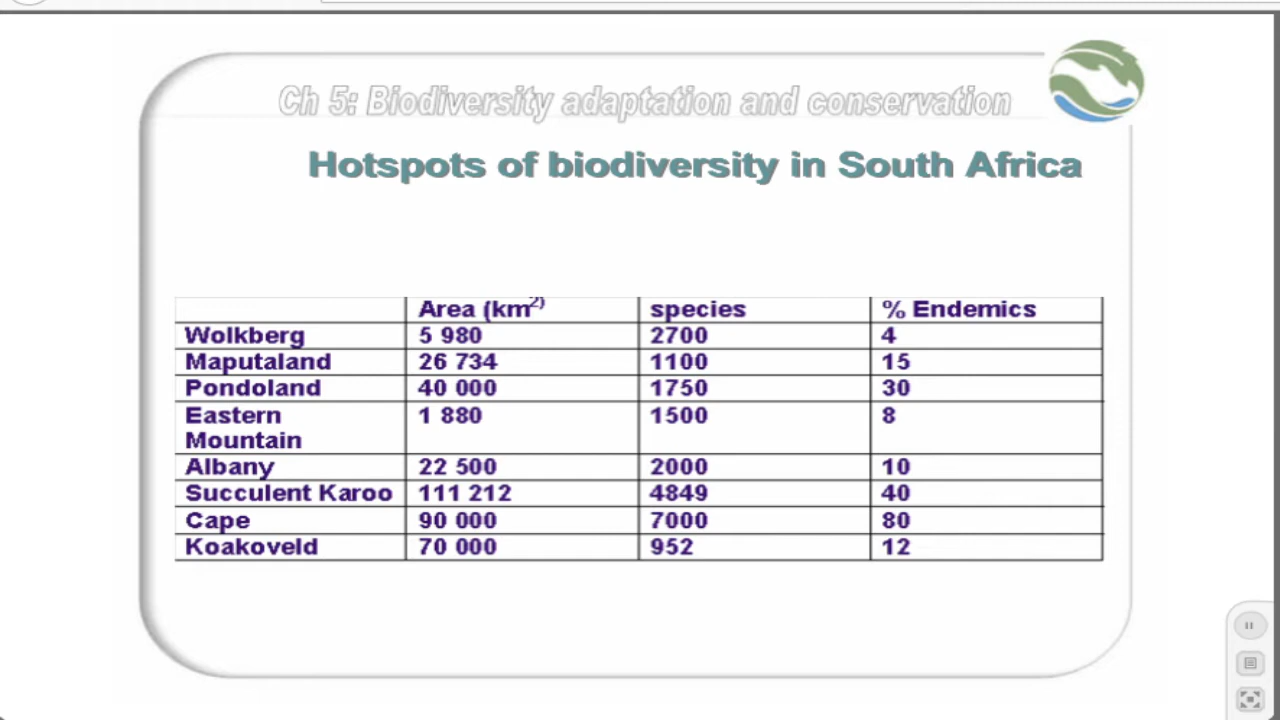 Ch 5: Biodiversity adaptation and conservation
Hotspots of biodiversity in South Africa
Area (km2) species % Endemics
Wolkberg 5 980 2700 4
Maputaland 26 734 1100 15
Pondoland 40 000 1750 30
Eastern 1 880 1500 8
Mountain
Albany 22 500 2000 10
Succulent Karoo 111 212 4849 40
Cape 90 000 7000 80
Koakoveld 70 000 952 12